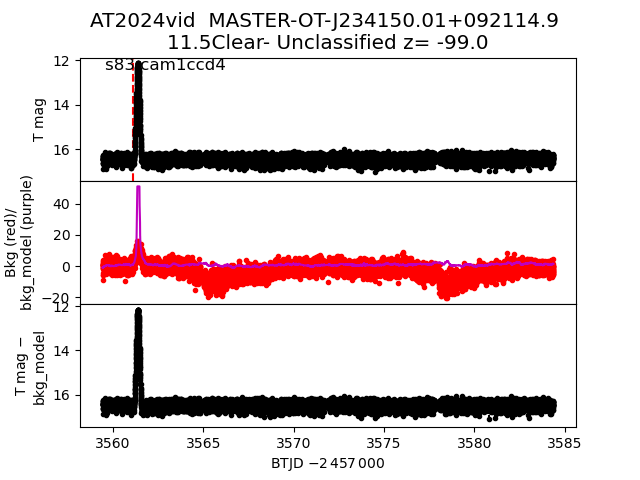 AT2024vid  MASTER-OT-J234150.01+092114.9
11.5Clear- Unclassified z= -99.0
s83 cam1ccd4
12
14
16
T mag
40
20
0
−20
Bkg (red)/
bkg_model (purple)
12
14
16
T mag −
bkg_model
3560 3565 3570 3575 3580 3585
BTJD −2 457 000